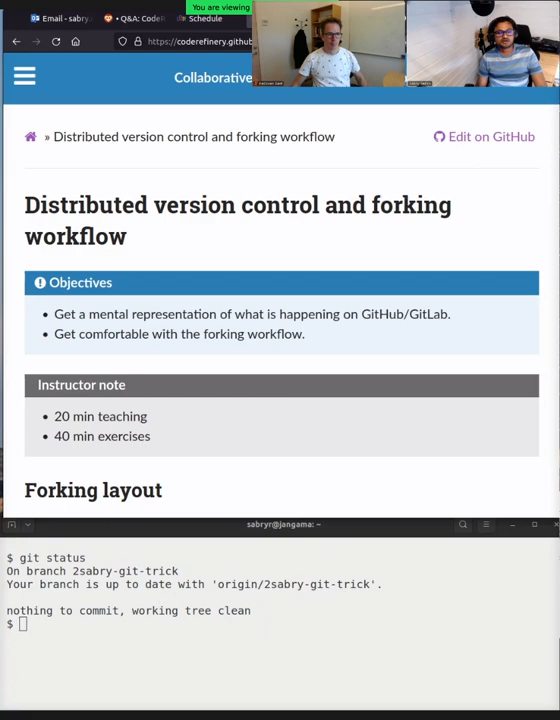 You are viewing
Email - sabry
Q&A: CodeR
Schedule
https://coderefinery.github
Collaborative
» Distributed version control and forking workflow
Edit on GitHub
Distributed version control and forking
workflow
Objectives
• Get a mental representation of what is happening on GitHub/GitLab.
• Get comfortable with the forking workflow.
Instructor note
• 20 min teaching
• 40 min exercises
Forking layout
sabryr@jangama: ~
$ git status
On branch 2sabry-git-trick
Your branch is up to date with 'origin/2sabry-git-trick'.
nothing to commit, working tree clean
$